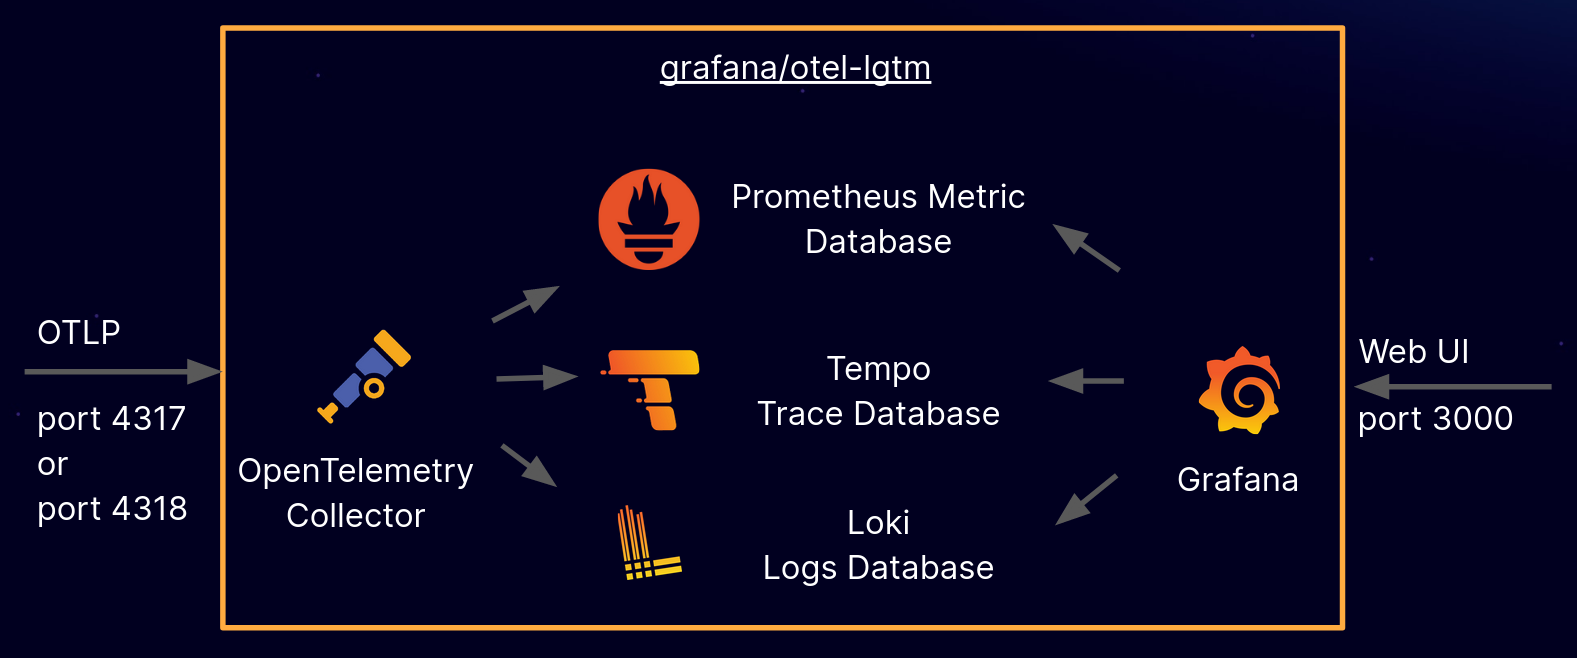 grafana/otel-lgtm
Prometheus Metric
Database
OTLP
port 4317
or
port 4318
OpenTelemetry
Collector
Tempo
Trace Database
Loki
Logs Database
Grafana
Web UI
port 3000